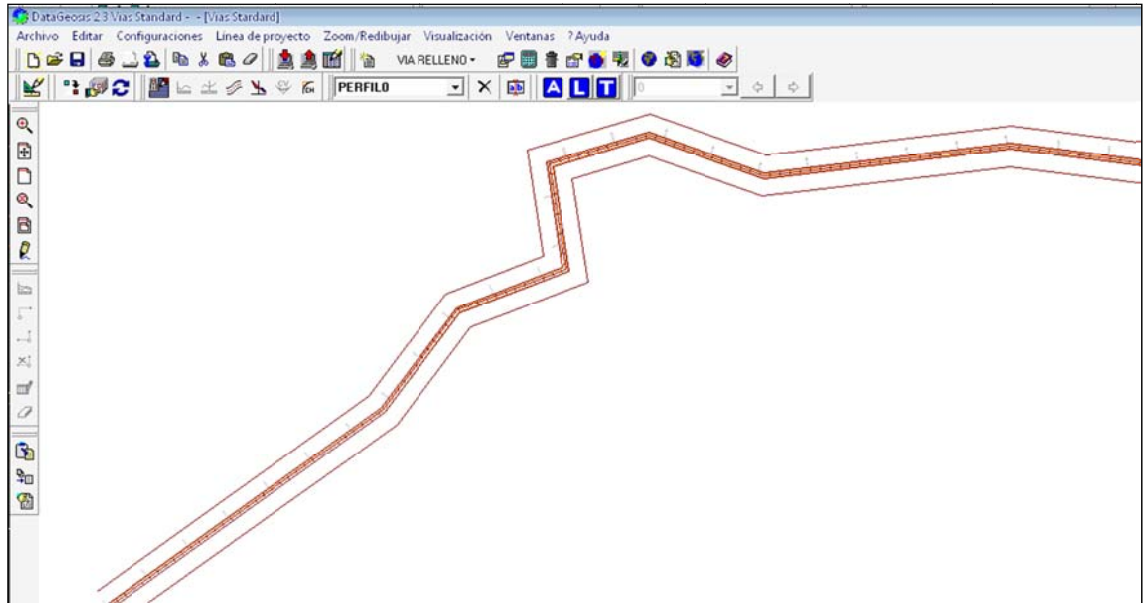 DataGeosis 2.3 Vias Standard - - [Vias Stardard]
Archivo Editar Configuraciones Linea de proyecto Zoom/Redibujar Visualización Ventanas ? Ayuda
VIA RELLENO
PERFIL0
A L T 0